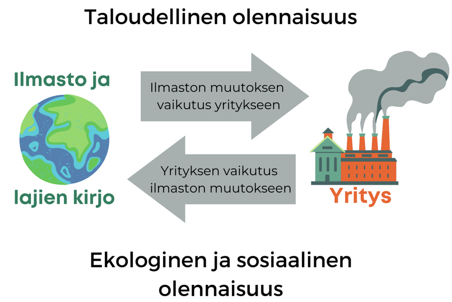 Taloudellinen olennaisuus
Ilmasto ja
lajien kirjo
Ilmaston muutoksen
vaikutus yritykseen
Yrityksen vaikutus
ilmaston muutokseen
Yritys
Ekologinen ja sosiaalinen
olennaisuus